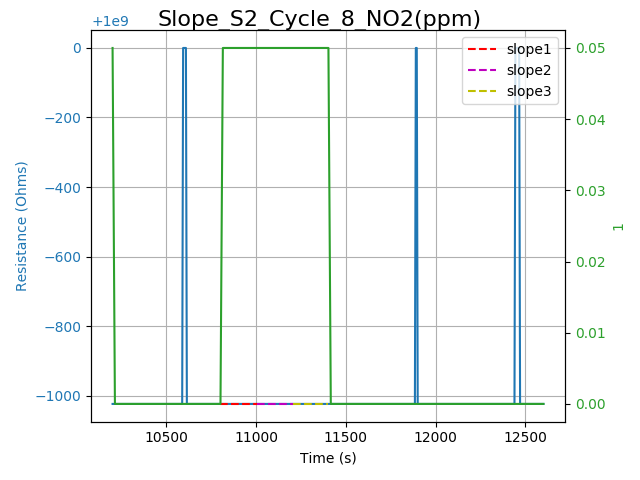 Slope_S2_Cycle_8_NO2(ppm)
+1e9
0
−200
−400
−600
−800
−1000
Resistance (Ohms)
slope1
slope2
slope3
0.05
0.04
0.03
0.02
0.01
0.00
1
10500
11000
11500
12000
12500
Time (s)